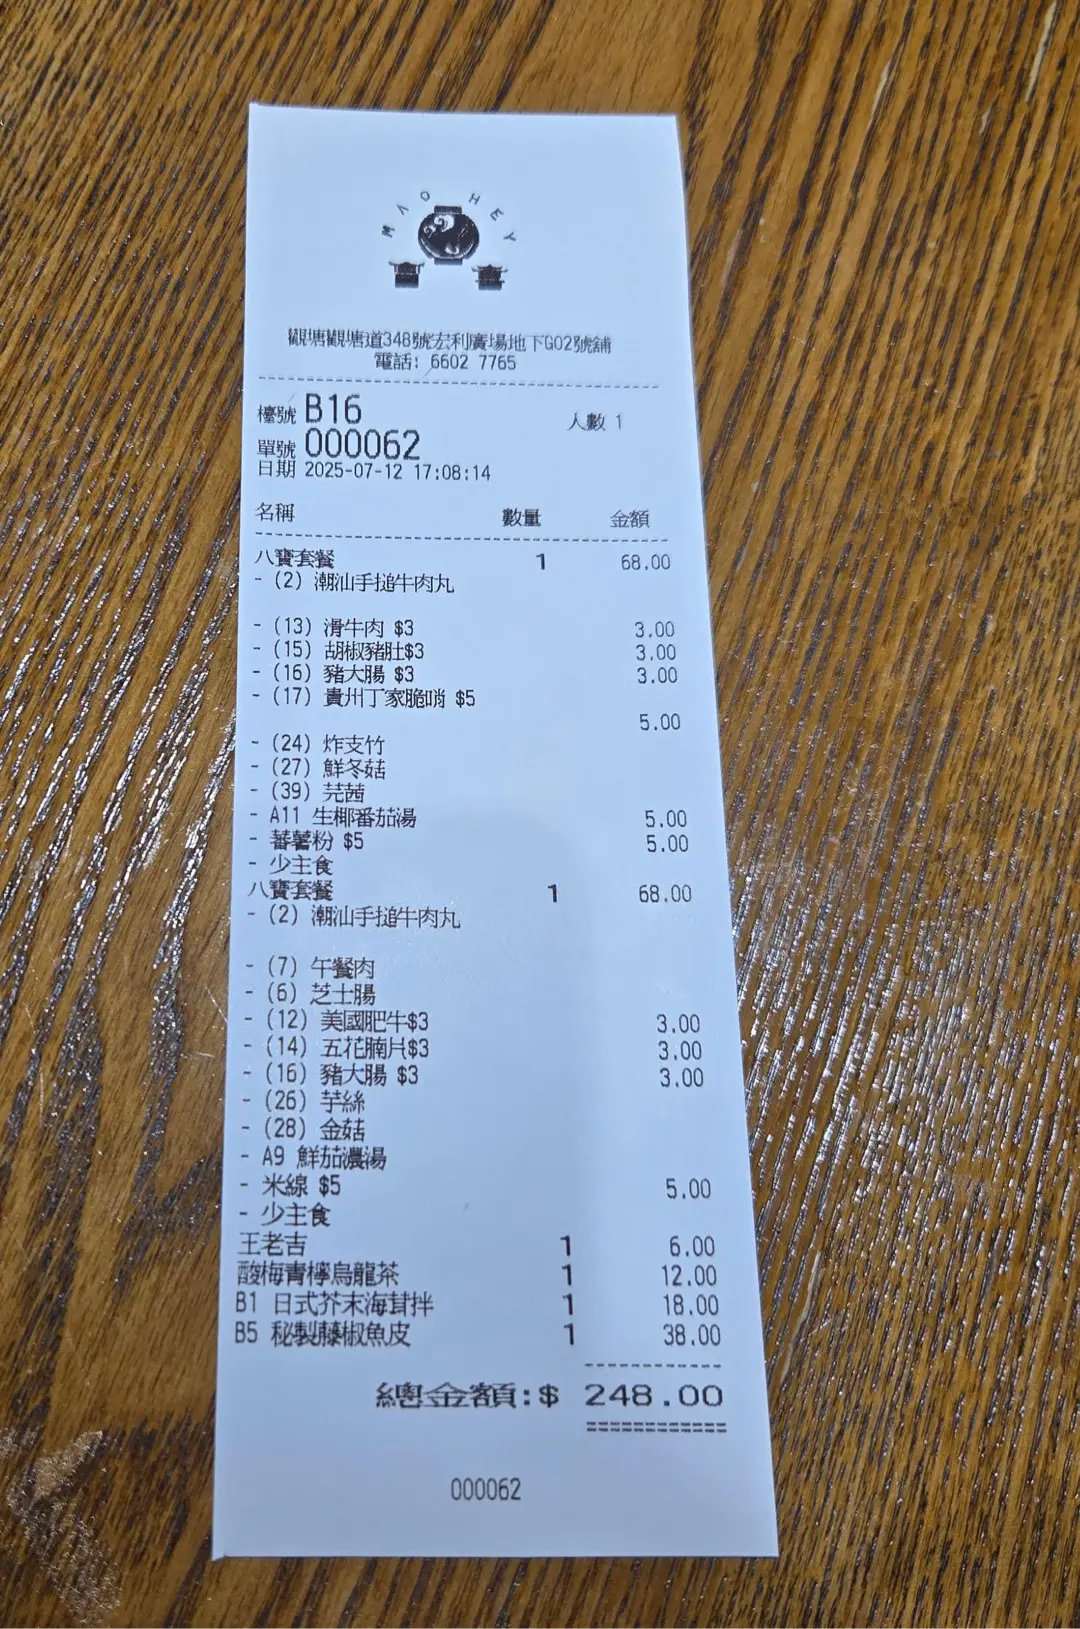 MAO HEY
觀塘觀塘道348號宏利廣場地下G02號舖
電話: 6602 7765
檯號 B16 人數 1
單號 000062
日期 2025-07-12 17:08:14
名稱 數量 金額
八寶套餐 1 68.00
- (2) 潮汕手搥牛肉丸
- (13) 滑牛肉 $3 3.00
- (15) 胡椒豬肚$3 3.00
- (16) 豬大腸 $3 3.00
- (17) 貴州丁家脆哨 $5
5.00
- (24) 炸支竹
- (27) 鮮冬菇
- (39) 芫茜
- A11 生椰番茄湯 5.00
- 蕃薯粉 $5 5.00
- 少主食
八寶套餐 1 68.00
- (2) 潮汕手搥牛肉丸
- (7) 午餐肉
- (6) 芝士腸
- (12) 美國肥牛$3 3.00
- (14) 五花腩片$3 3.00
- (16) 豬大腸 $3 3.00
- (26) 芋絲
- (28) 金菇
- A9 鮮茄濃湯
- 米線 $5 5.00
- 少主食
王老吉 1 6.00
酸梅青檸烏龍茶 1 12.00
B1 日式芥末海茸拌 1 18.00
B5 秘製藤椒魚皮 1 38.00
總金額:$ 248.00
000062